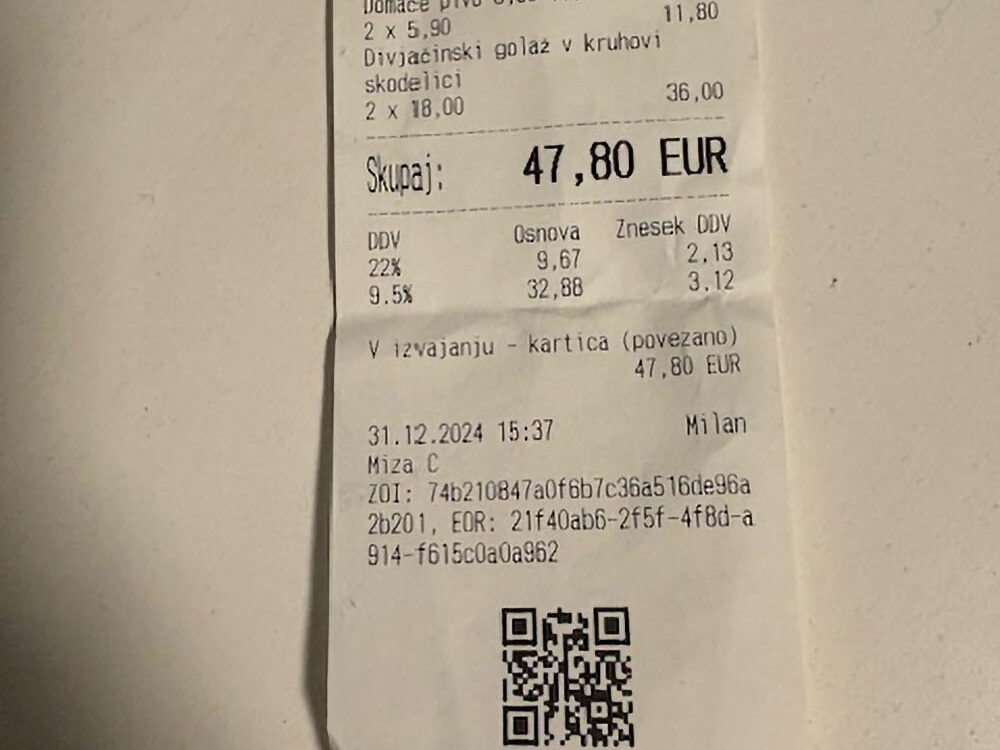 Domače pivo
2 x 5,90 11,80
Divjačinski golaž v kruhovi
skodelici
2 x 18,00 36,00
Skupaj: 47,80 EUR
DDV Osnova Znesek DDV
22% 9,67 2,13
9.5% 32,88 3.12
V izvajanju - kartica (povezano)
47,80 EUR
31.12.2024 15:37 Milan
Miza C
ZOI: 74b210847a0f6b7c36a516de96a
2b201, EOR: 21f40ab6-2f5f-4f8d-a
914-f615c0a0a962